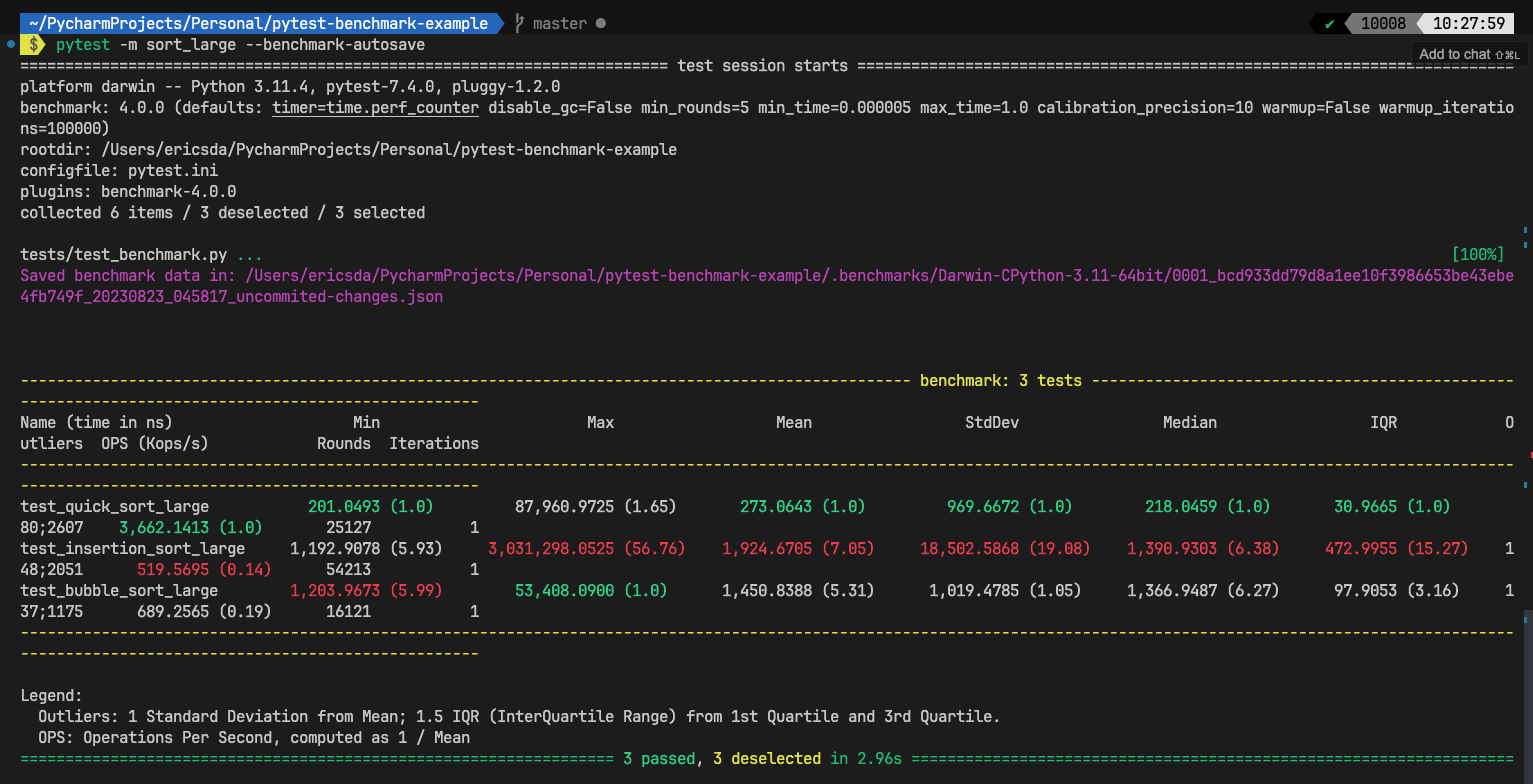 ~/PycharmProjects/Personal/pytest-benchmark-example master ● ✔ 10008 10:27:59
$ pytest -m sort_large --benchmark-autosave
Add to chat ⇧⌘L
======================================================================== test session starts =========================================================================
platform darwin -- Python 3.11.4, pytest-7.4.0, pluggy-1.2.0
benchmark: 4.0.0 (defaults: timer=time.perf_counter disable_gc=False min_rounds=5 min_time=0.000005 max_time=1.0 calibration_precision=10 warmup=False warmup_iteratio
ns=100000)
rootdir: /Users/ericsda/PycharmProjects/Personal/pytest-benchmark-example
configfile: pytest.ini
plugins: benchmark-4.0.0
collected 6 items / 3 deselected / 3 selected
tests/test_benchmark.py ... [100%]
Saved benchmark data in: /Users/ericsda/PycharmProjects/Personal/pytest-benchmark-example/.benchmarks/Darwin-CPython-3.11-64bit/0001_bcd933dd79d8a1ee10f3986653be43ebe
4fb749f_20230823_045817_uncommited-changes.json
--------------------------------------------------------------------------------------------------- benchmark: 3 tests -----------------------------------------------
---------------------------------------------------
Name (time in ns) Min Max Mean StdDev Median IQR O
utliers OPS (Kops/s) Rounds Iterations
----------------------------------------------------------------------------------------------------------------------------------------------------------------------
---------------------------------------------------
test_quick_sort_large 201.0493 (1.0) 87,960.9725 (1.65) 273.0643 (1.0) 969.6672 (1.0) 218.0459 (1.0) 30.9665 (1.0)
80;2607 3,662.1413 (1.0) 25127 1
test_insertion_sort_large 1,192.9078 (5.93) 3,031,298.0525 (56.76) 1,924.6705 (7.05) 18,502.5868 (19.08) 1,390.9303 (6.38) 472.9955 (15.27) 1
48;2051 519.5695 (0.14) 54213 1
test_bubble_sort_large 1,203.9673 (5.99) 53,408.0900 (1.0) 1,450.8388 (5.31) 1,019.4785 (1.05) 1,366.9487 (6.27) 97.9053 (3.16) 1
37;1175 689.2565 (0.19) 16121 1
----------------------------------------------------------------------------------------------------------------------------------------------------------------------
---------------------------------------------------
Legend:
Outliers: 1 Standard Deviation from Mean; 1.5 IQR (InterQuartile Range) from 1st Quartile and 3rd Quartile.
OPS: Operations Per Second, computed as 1 / Mean
================================================================== 3 passed, 3 deselected in 2.96s ===================================================================